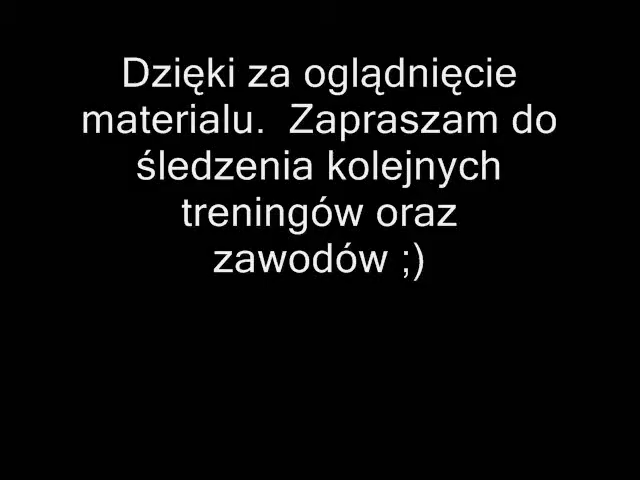 Dzięki za oglądnięcie
materialu.  Zapraszam do
śledzenia kolejnych
treningów oraz
zawodów ;)